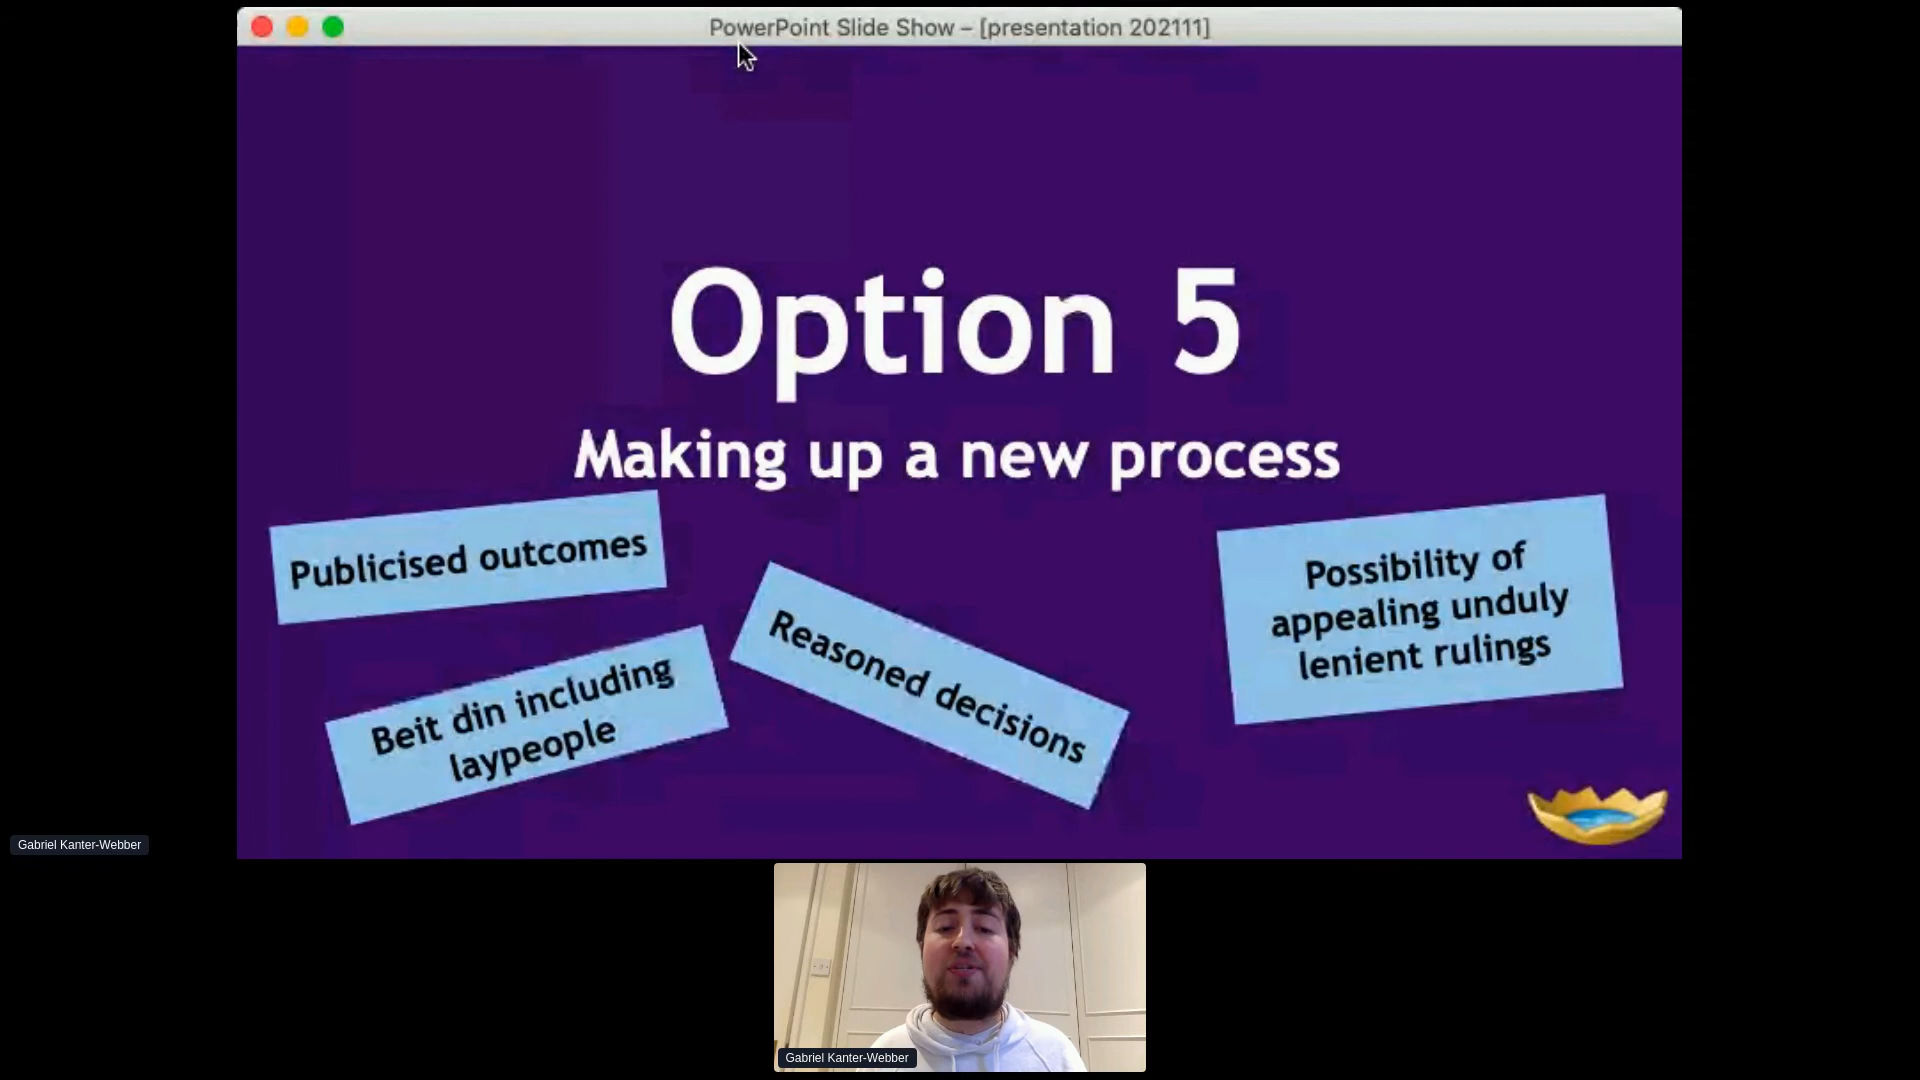 PowerPoint Slide Show – [presentation 202111]
Option 5
Making up a new process
Publicised outcomes
Possibility of
appealing unduly
lenient rulings
Reasoned decisions
Beit din including
laypeople
Gabriel Kanter-Webber
Gabriel Kanter-Webber